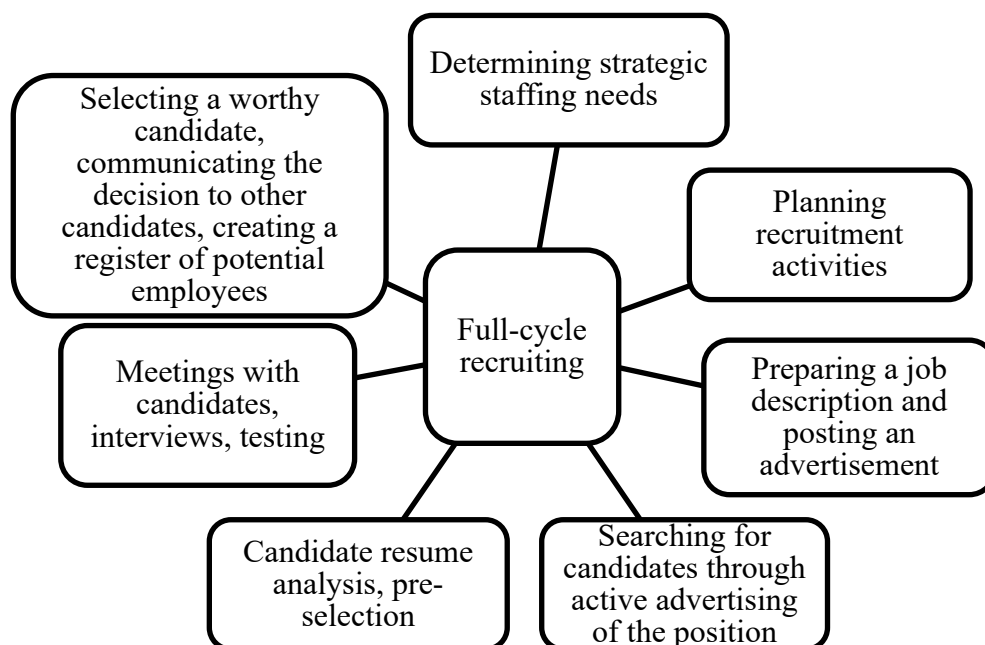 Determining strategic
staffing needs
Planning
recruitment
activities
Preparing a job
description and
posting an
advertisement
Searching for
candidates through
active advertising
of the position
Candidate resume
analysis, pre-
selection
Meetings with
candidates,
interviews, testing
Selecting a worthy
candidate,
communicating the
decision to other
candidates, creating a
register of potential
employees
Full-cycle
recruiting